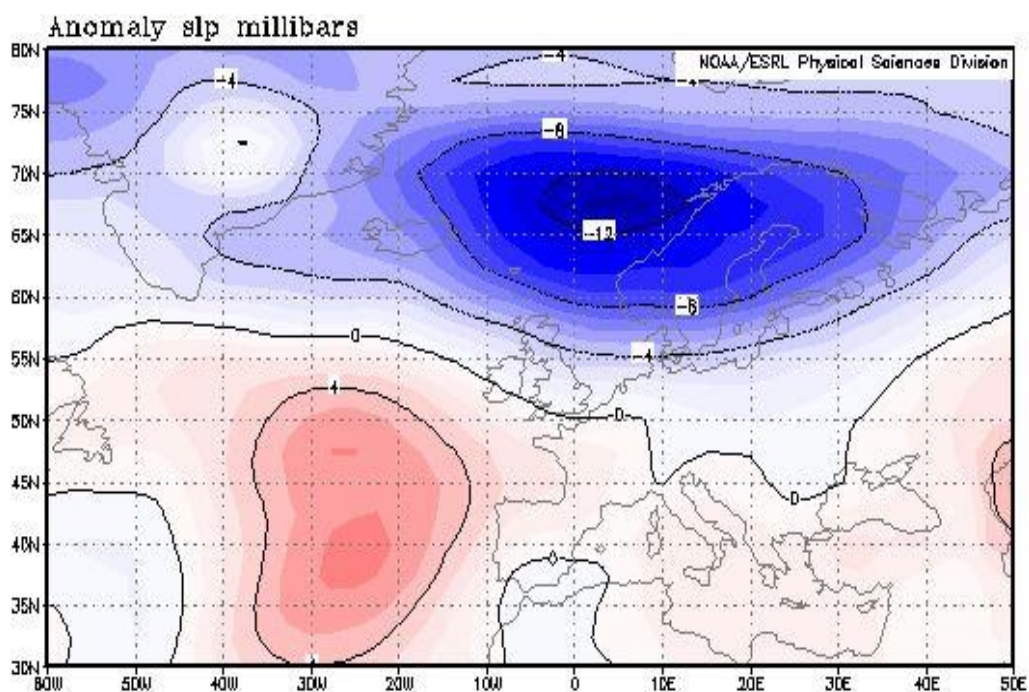 Anomaly slp millibars
80N
NOAA/ESRL Physical Sciences Division
-4
-4
75N
-8
70N
65N
-12
60N
-8
0
-4
55N
4
50N
0
45N
0
40N
0
35N
30N
60W 50W 40W 30W 20W 10W 0 10E 20E 30E 40E 50E